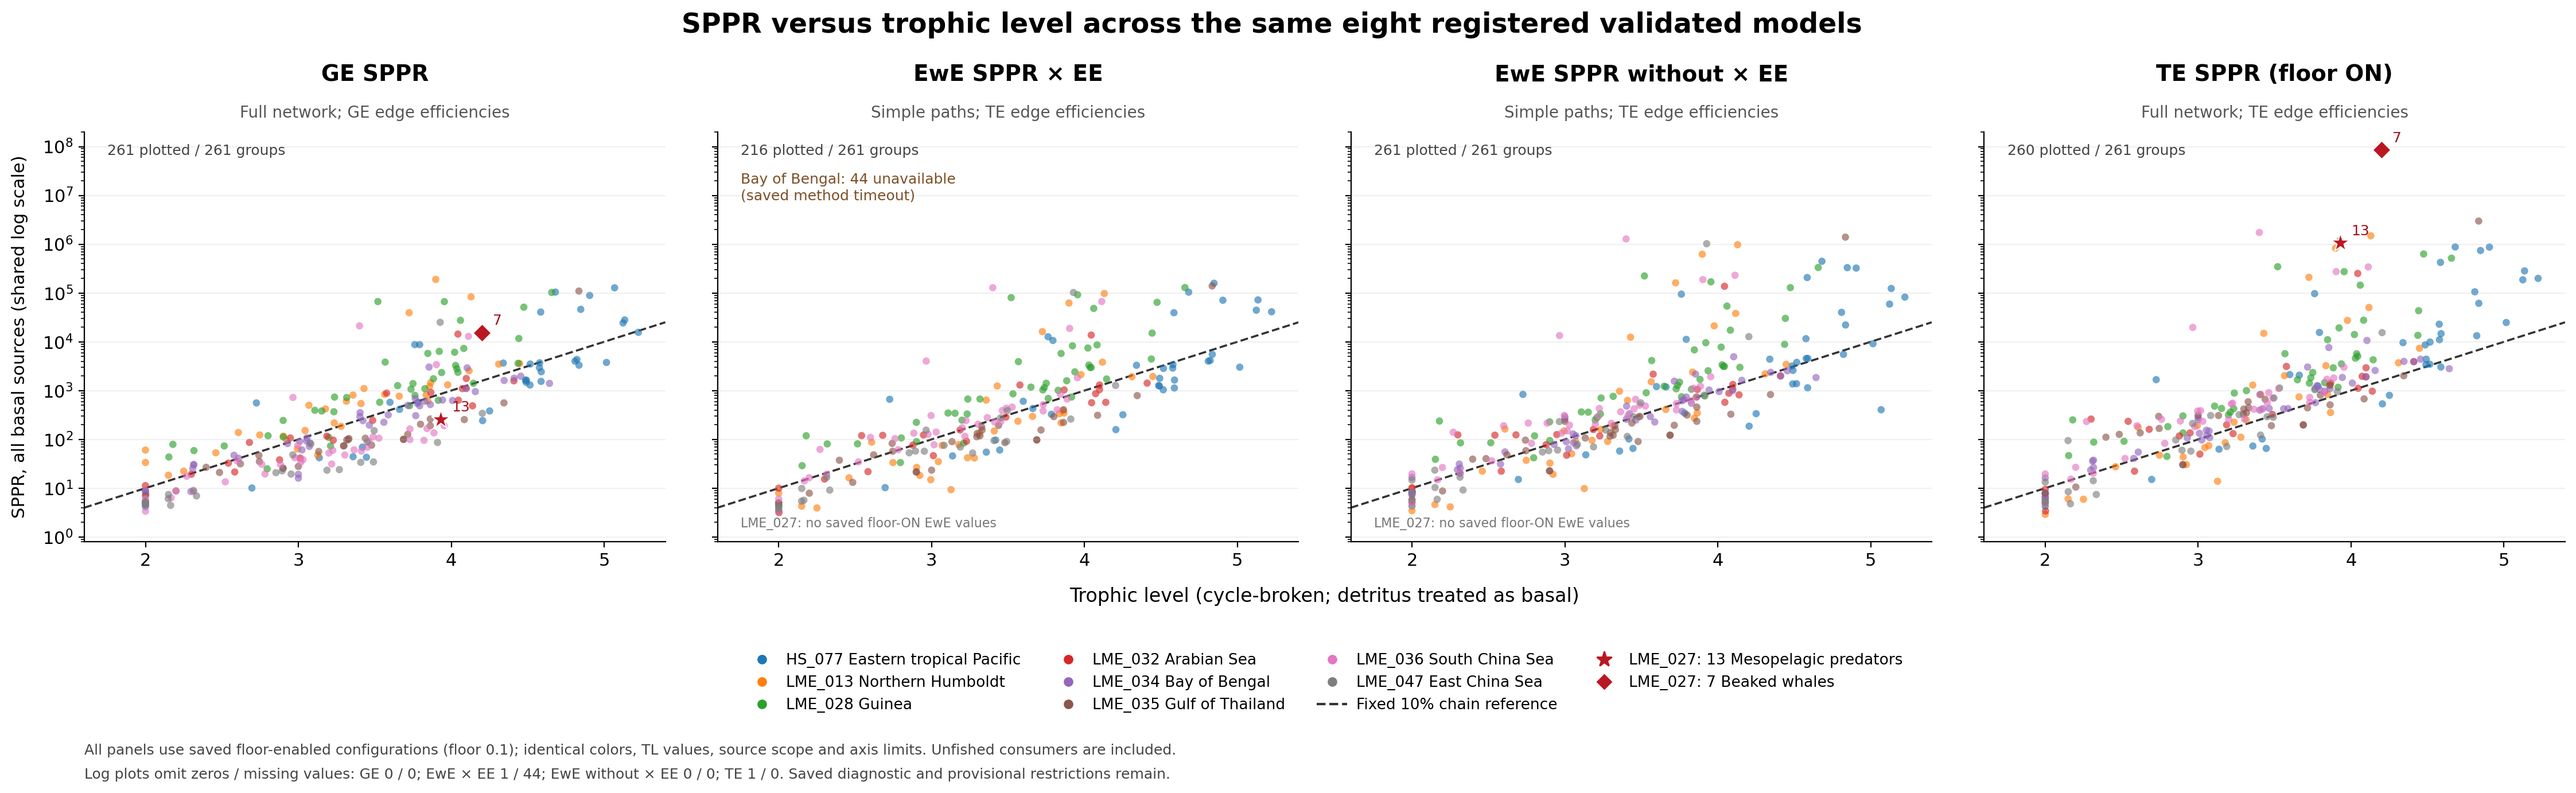 SPPR versus trophic level across the same eight registered validated models
GE SPPR
Full network; GE edge efficiencies
261 plotted / 261 groups
SPPR, all basal sources (shared log scale)
10⁸
10⁷
10⁶
10⁵
10⁴
10³
10²
10¹
10⁰
7
13
2
3
4
5
EwE SPPR × EE
Simple paths; TE edge efficiencies
216 plotted / 261 groups
Bay of Bengal: 44 unavailable
(saved method timeout)
LME_027: no saved floor-ON EwE values
2
3
4
5
EwE SPPR without × EE
Simple paths; TE edge efficiencies
261 plotted / 261 groups
LME_027: no saved floor-ON EwE values
2
3
4
5
TE SPPR (floor ON)
Full network; TE edge efficiencies
260 plotted / 261 groups
7
13
2
3
4
5
Trophic level (cycle-broken; detritus treated as basal)
HS_077 Eastern tropical Pacific
LME_013 Northern Humboldt
LME_028 Guinea
LME_032 Arabian Sea
LME_034 Bay of Bengal
LME_035 Gulf of Thailand
LME_036 South China Sea
LME_047 East China Sea
Fixed 10% chain reference
LME_027: 13 Mesopelagic predators
LME_027: 7 Beaked whales
All panels use saved floor-enabled configurations (floor 0.1); identical colors, TL values, source scope and axis limits. Unfished consumers are included.
Log plots omit zeros / missing values: GE 0 / 0; EwE × EE 1 / 44; EwE without × EE 0 / 0; TE 1 / 0. Saved diagnostic and provisional restrictions remain.